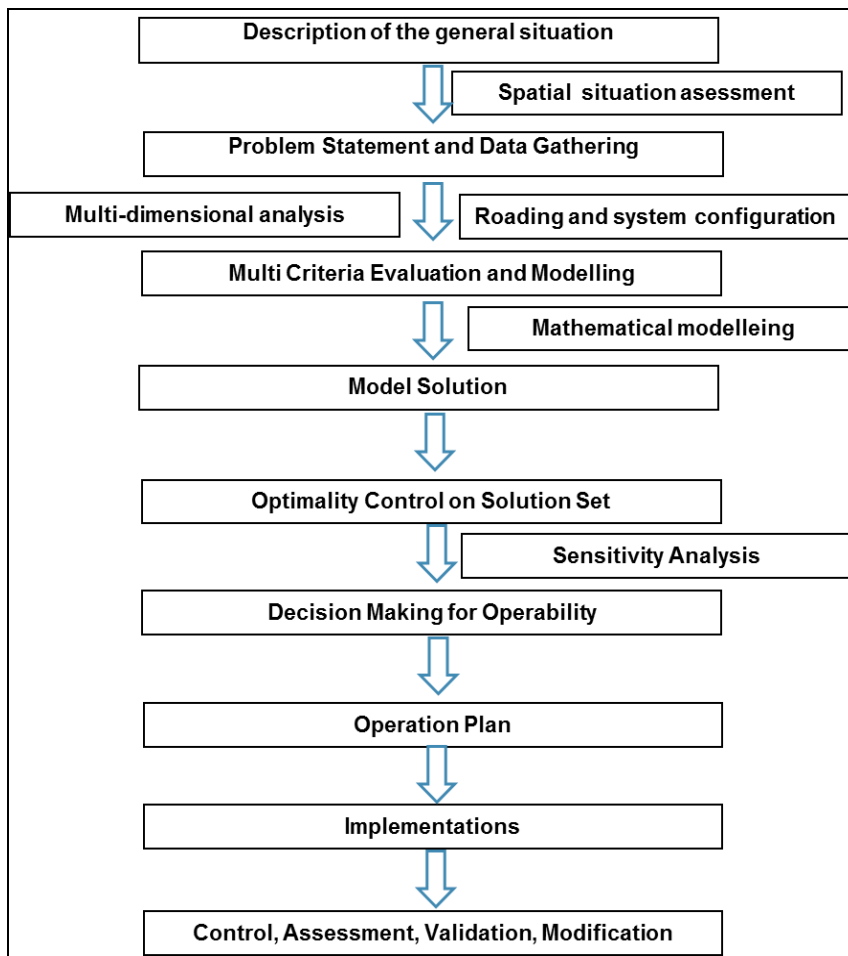 Description of the general situation
Spatial situation asessment
Problem Statement and Data Gathering
Multi-dimensional analysis
Roading and system configuration
Multi Criteria Evaluation and Modelling
Mathematical modelleing
Model Solution
Optimality Control on Solution Set
Sensitivity Analysis
Decision Making for Operability
Operation Plan
Implementations
Control, Assessment, Validation, Modification